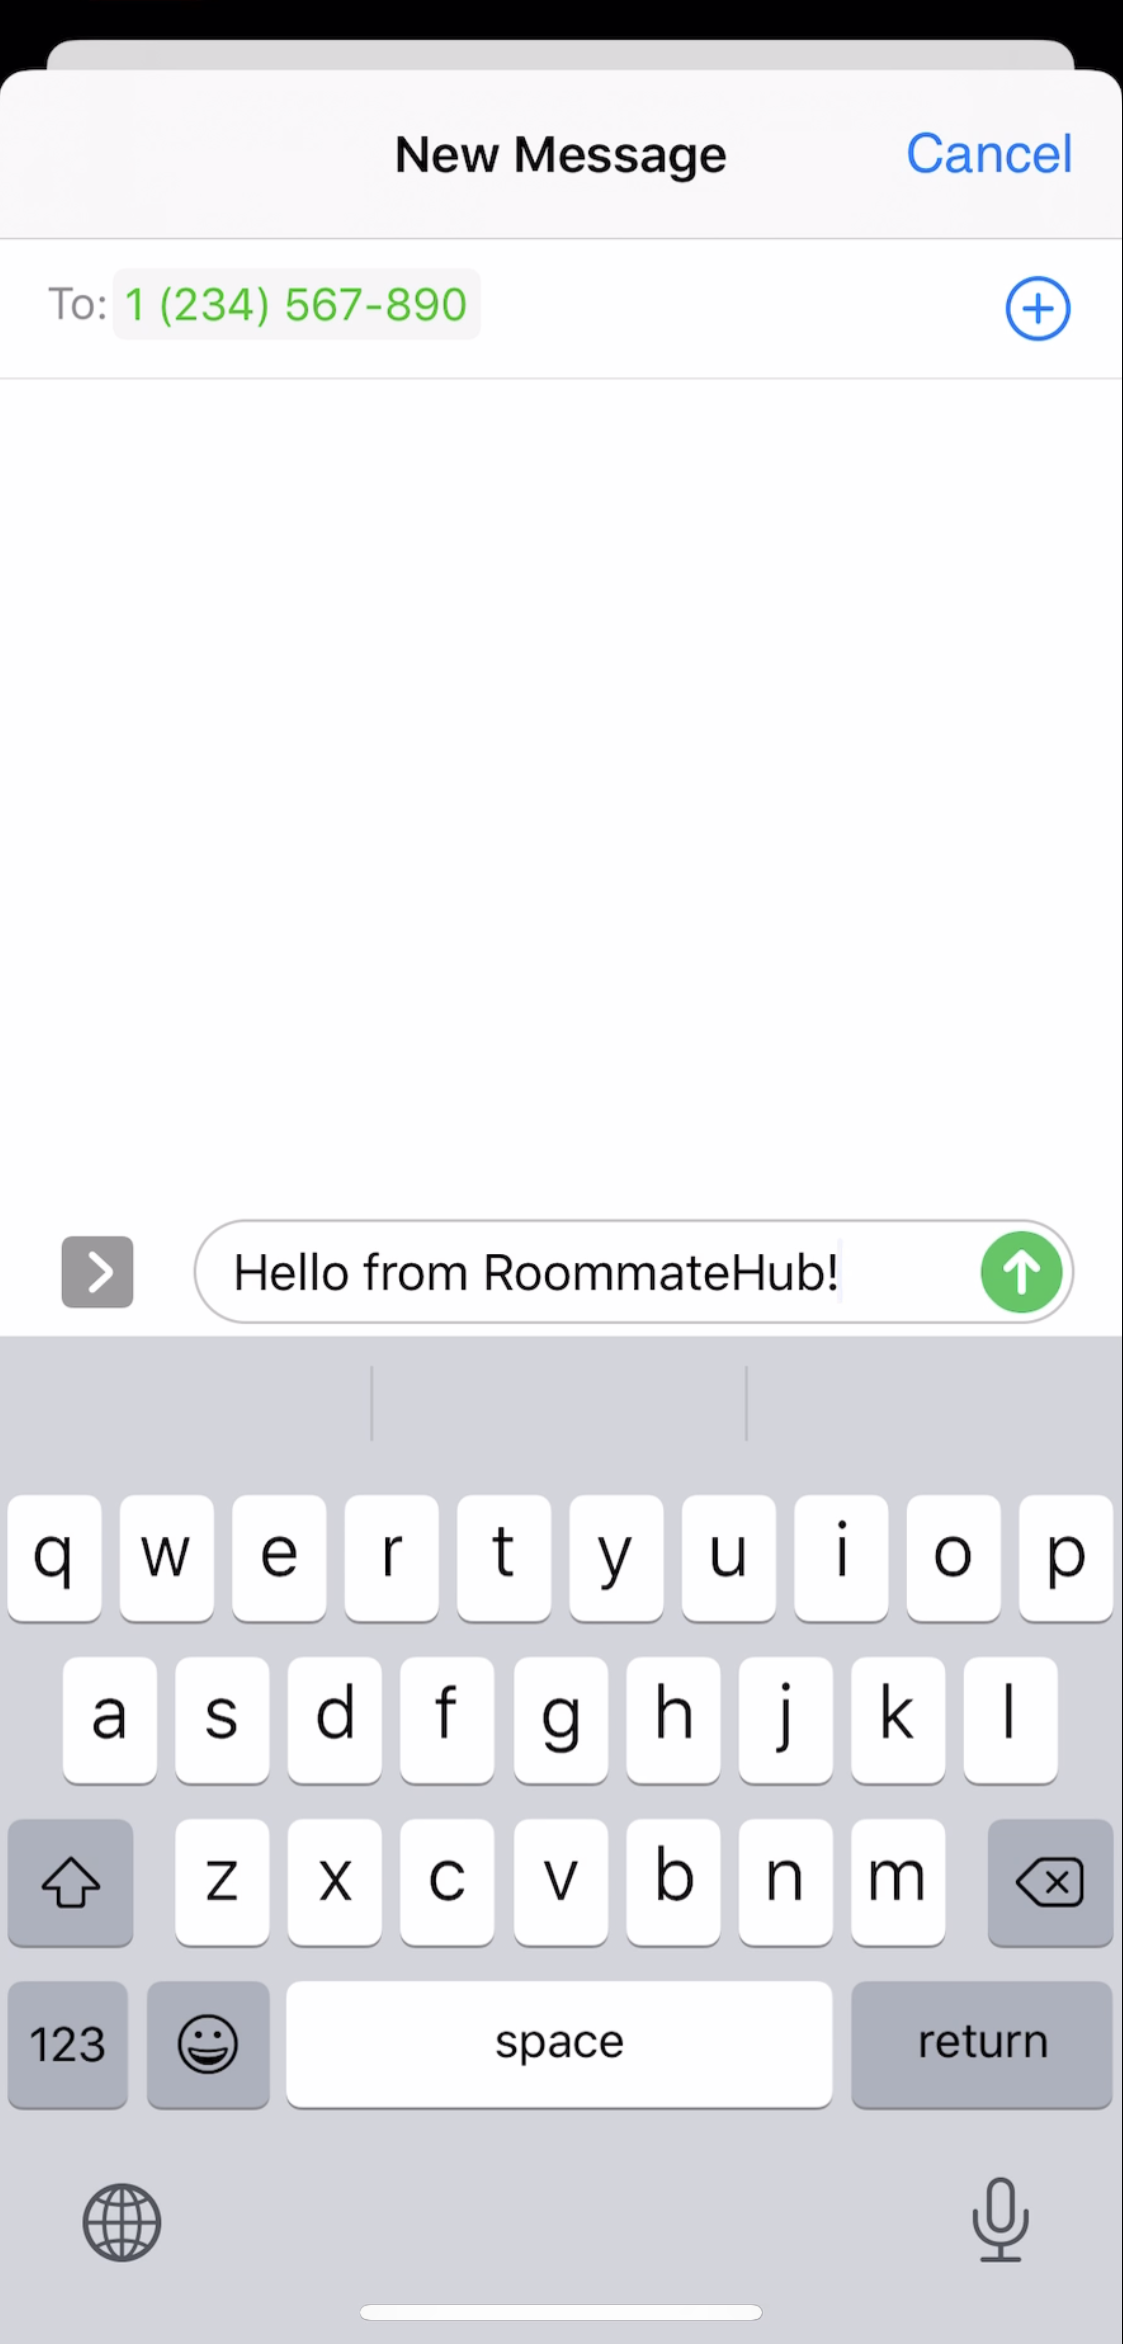 New Message Cancel
To: 1 (234) 567-890
Hello from RoommateHub!
q w e r t y u i o p
a s d f g h j k l
z x c v b n m
123 space return